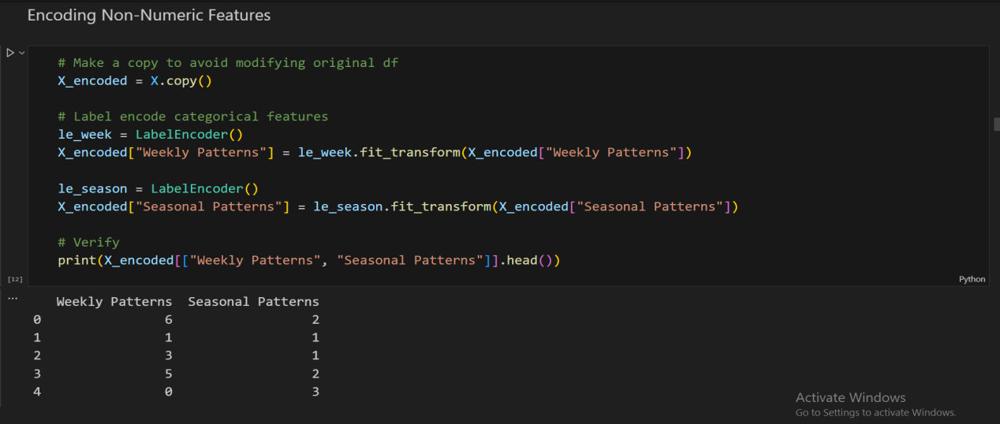 Encoding Non-Numeric Features
# Make a copy to avoid modifying original df
X_encoded = X.copy()
# Label encode categorical features
le_week = LabelEncoder()
X_encoded["Weekly Patterns"] = le_week.fit_transform(X_encoded["Weekly Patterns"])
le_season = LabelEncoder()
X_encoded["Seasonal Patterns"] = le_season.fit_transform(X_encoded["Seasonal Patterns"])
# Verify
print(X_encoded[["Weekly Patterns", "Seasonal Patterns"]].head())
[12]
Python
...
Weekly Patterns Seasonal Patterns
0 6 2
1 1 1
2 3 1
3 5 2
4 0 3
Activate Windows
Go to Settings to activate Windows.